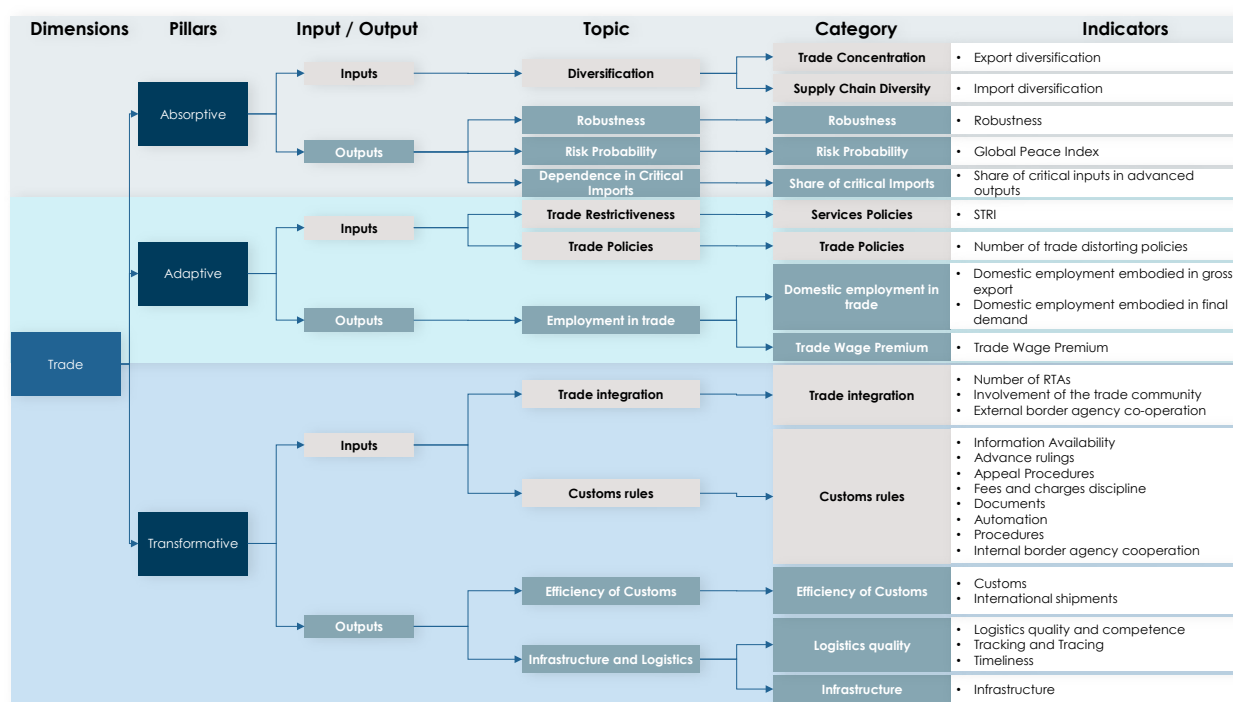 Dimensions Pillars Input / Output Topic Category Indicators
Trade
Absorptive
Inputs
Diversification
Trade Concentration
• Export diversification
Supply Chain Diversity
• Import diversification
Outputs
Robustness
Robustness
• Robustness
Risk Probability
Risk Probability
• Global Peace Index
Dependence in Critical
Imports
Share of critical Imports
• Share of critical inputs in advanced
outputs
Adaptive
Inputs
Trade Restrictiveness
Services Policies
• STRI
Trade Policies
Trade Policies
• Number of trade distorting policies
Outputs
Employment in trade
Domestic employment in
trade
• Domestic employment embodied in gross
export
• Domestic employment embodied in final
demand
Trade Wage Premium
• Trade Wage Premium
Transformative
Inputs
Trade integration
Trade integration
• Number of RTAs
• Involvement of the trade community
• External border agency co-operation
Customs rules
Customs rules
• Information Availability
• Advance rulings
• Appeal Procedures
• Fees and charges discipline
• Documents
• Automation
• Procedures
• Internal border agency cooperation
Outputs
Efficiency of Customs
Efficiency of Customs
• Customs
• International shipments
Infrastructure and Logistics
Logistics quality
• Logistics quality and competence
• Tracking and Tracing
• Timeliness
Infrastructure
• Infrastructure